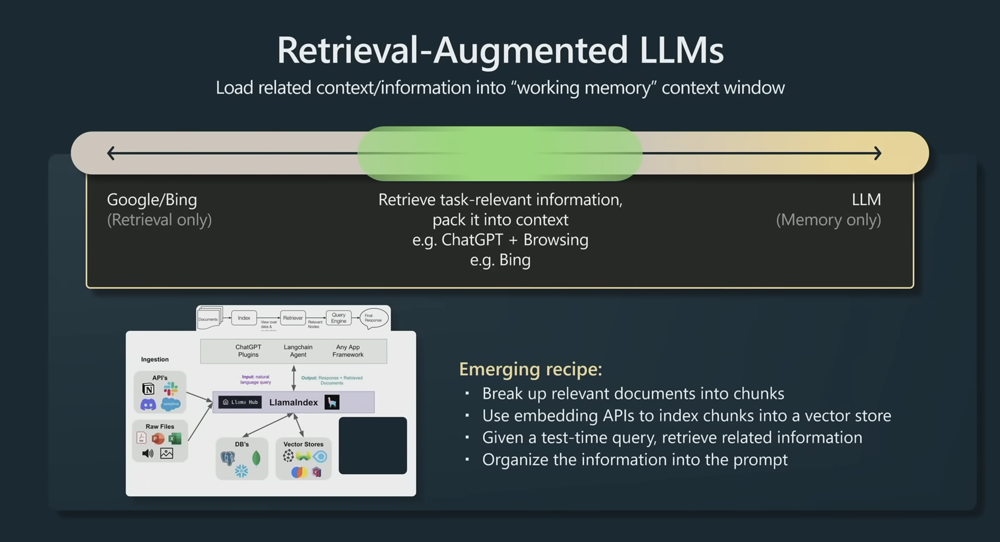 Retrieval-Augmented LLMs
Load related context/information into “working memory” context window
Google/Bing
(Retrieval only)
Retrieve task-relevant information,
pack it into context
e.g. ChatGPT + Browsing
e.g. Bing
LLM
(Memory only)
Documents
Index
View over
data &
Retriever
Relevant
Nodes
Query
Engine
Final
Response
ChatGPT
Plugins
Langchain
Agent
Any App
Framework
Ingestion
API's
N
salesforce
Raw Files
PDF
P
X
Input: natural
language query
Output: Response + Retrieved
Documents
Llama Hub
LlamaIndex
DB's
Vector Stores
Emerging recipe:
▪ Break up relevant documents into chunks
▪ Use embedding APIs to index chunks into a vector store
▪ Given a test-time query, retrieve related information
▪ Organize the information into the prompt